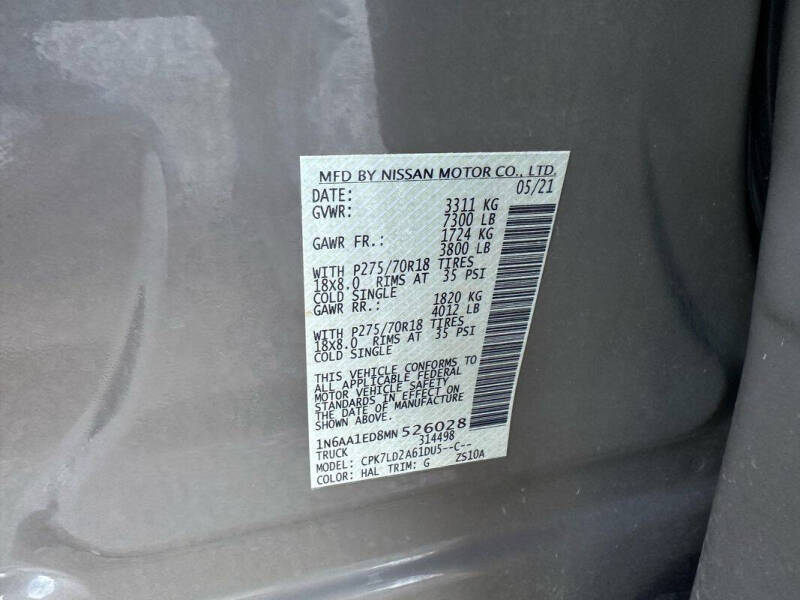 MFD BY NISSAN MOTOR CO., LTD.
DATE: 05/21
GVWR: 3311 KG
7300 LB
GAWR FR.: 1724 KG
3800 LB
WITH P275/70R18 TIRES
18X8.0 RIMS AT 35 PSI
COLD SINGLE
GAWR RR.: 1820 KG
4012 LB
WITH P275/70R18 TIRES
18X8.0 RIMS AT 35 PSI
COLD SINGLE
THIS VEHICLE CONFORMS TO
ALL APPLICABLE FEDERAL
MOTOR VEHICLE SAFETY
STANDARDS IN EFFECT ON
THE DATE OF MANUFACTURE
SHOWN ABOVE.
1N6AA1ED8MN526028
TRUCK 314498
MODEL: CPK7LD2A61DU5--C--
COLOR: HAL TRIM: G ZS10A